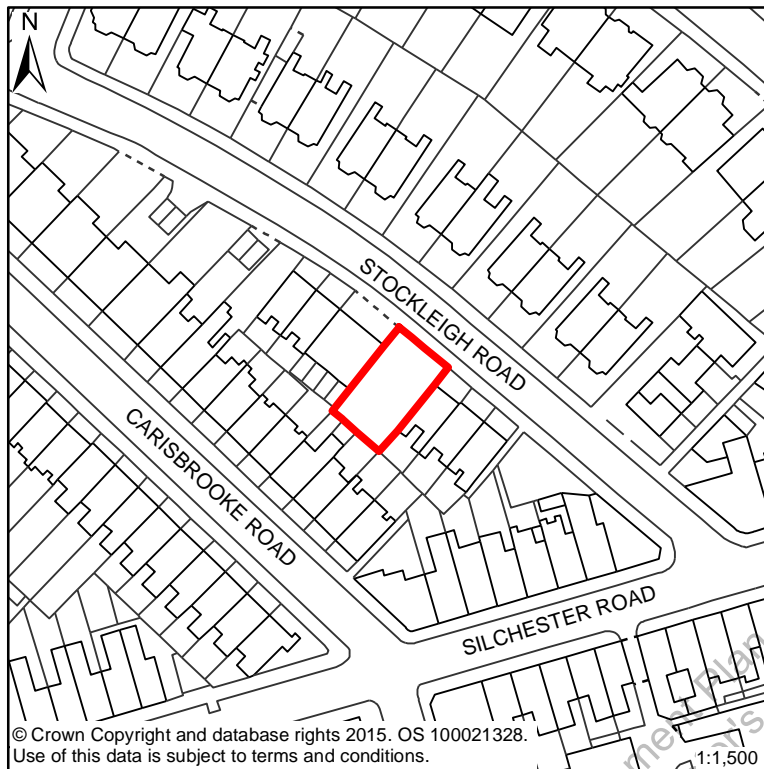 N
STOCKLEIGH ROAD
CARISBROOKE ROAD
SILCHESTER ROAD
© Crown Copyright and database rights 2015. OS 100021328.
Use of this data is subject to terms and conditions.
1:1,500